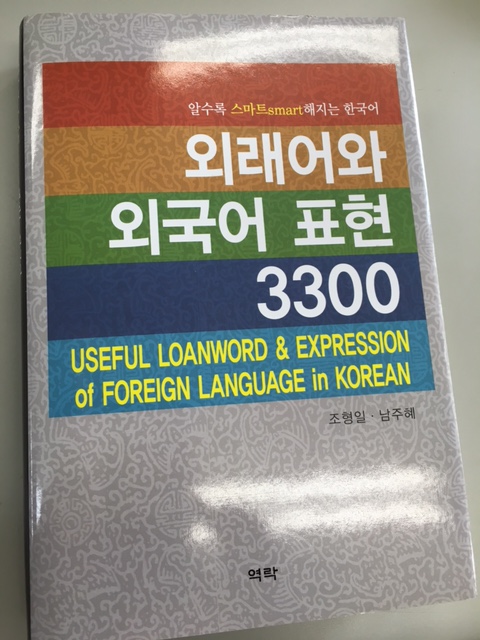 알수록 스마트smart해지는 한국어
외래어와
외국어 표현
3300
USEFUL LOANWORD & EXPRESSION
of FOREIGN LANGUAGE in KOREAN
조형일 · 남주혜
역락